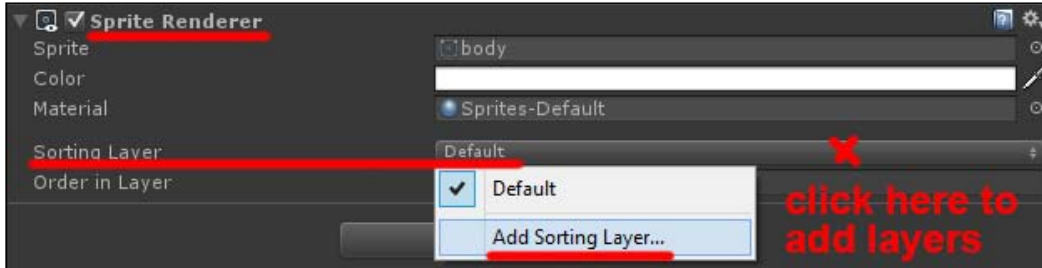 Sprite Renderer
Sprite
body
Color
Material
Sprites-Default
Sorting Layer
Default
Order in Layer
Default
Add Sorting Layer...
click here to
add layers